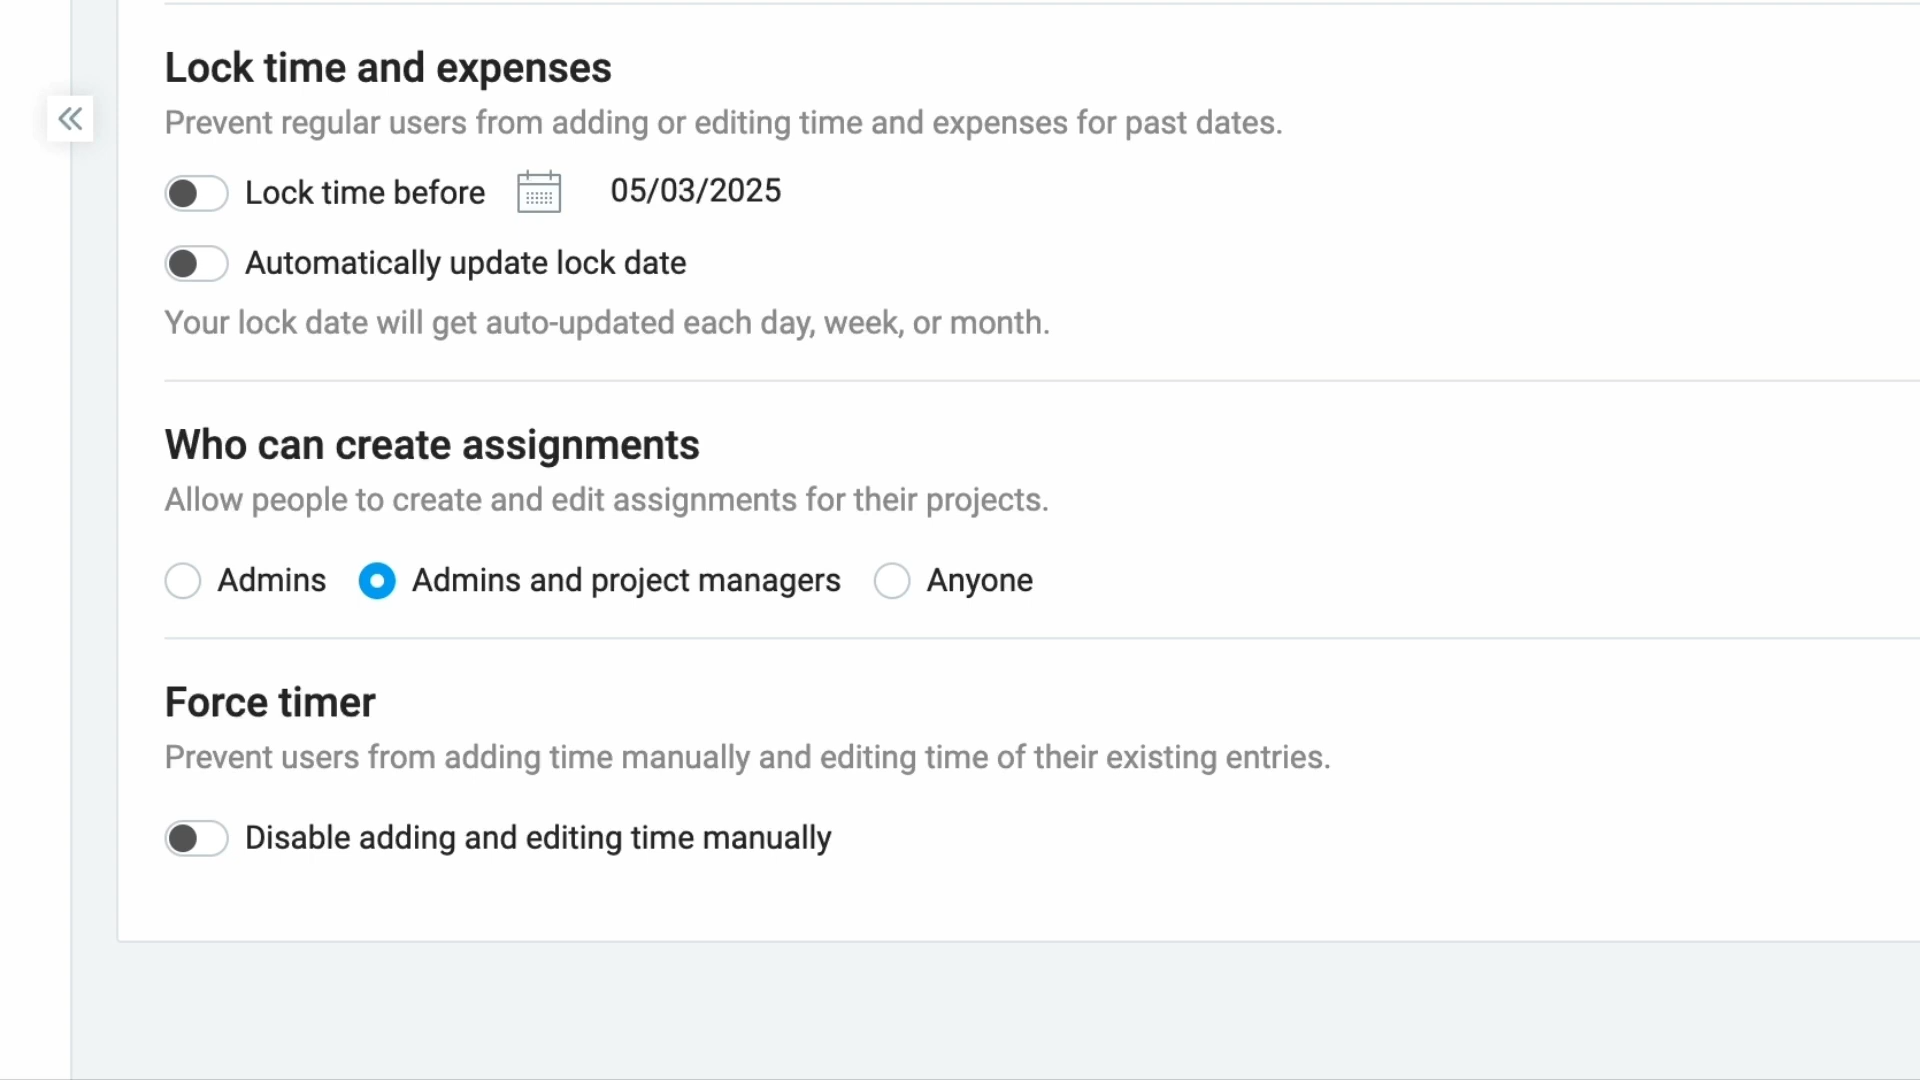 Lock time and expenses
Prevent regular users from adding or editing time and expenses for past dates.
Lock time before 05/03/2025
Automatically update lock date
Your lock date will get auto-updated each day, week, or month.
Who can create assignments
Allow people to create and edit assignments for their projects.
Admins Admins and project managers Anyone
Force timer
Prevent users from adding time manually and editing time of their existing entries.
Disable adding and editing time manually